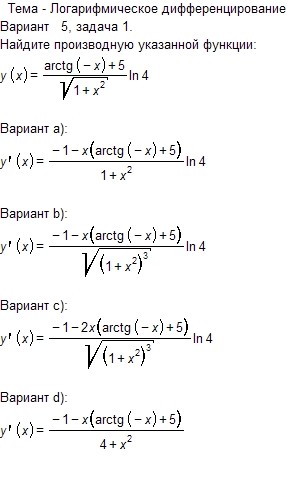 Тема - Логарифмическое дифференцирование
Вариант 5, задача 1.
Найдите производную указанной функции:
y(x)= arctg(-x)+5 / √(1+x²) ln 4
Вариант a):
y'(x)= -1-x(arctg(-x)+5) / 1+x² ln 4
Вариант b):
y'(x)= -1-x(arctg(-x)+5) / √((1+x²)³) ln 4
Вариант c):
y'(x)= -1-2x(arctg(-x)+5) / √((1+x²)³) ln 4
Вариант d):
y'(x)= -1-x(arctg(-x)+5) / 4+x²